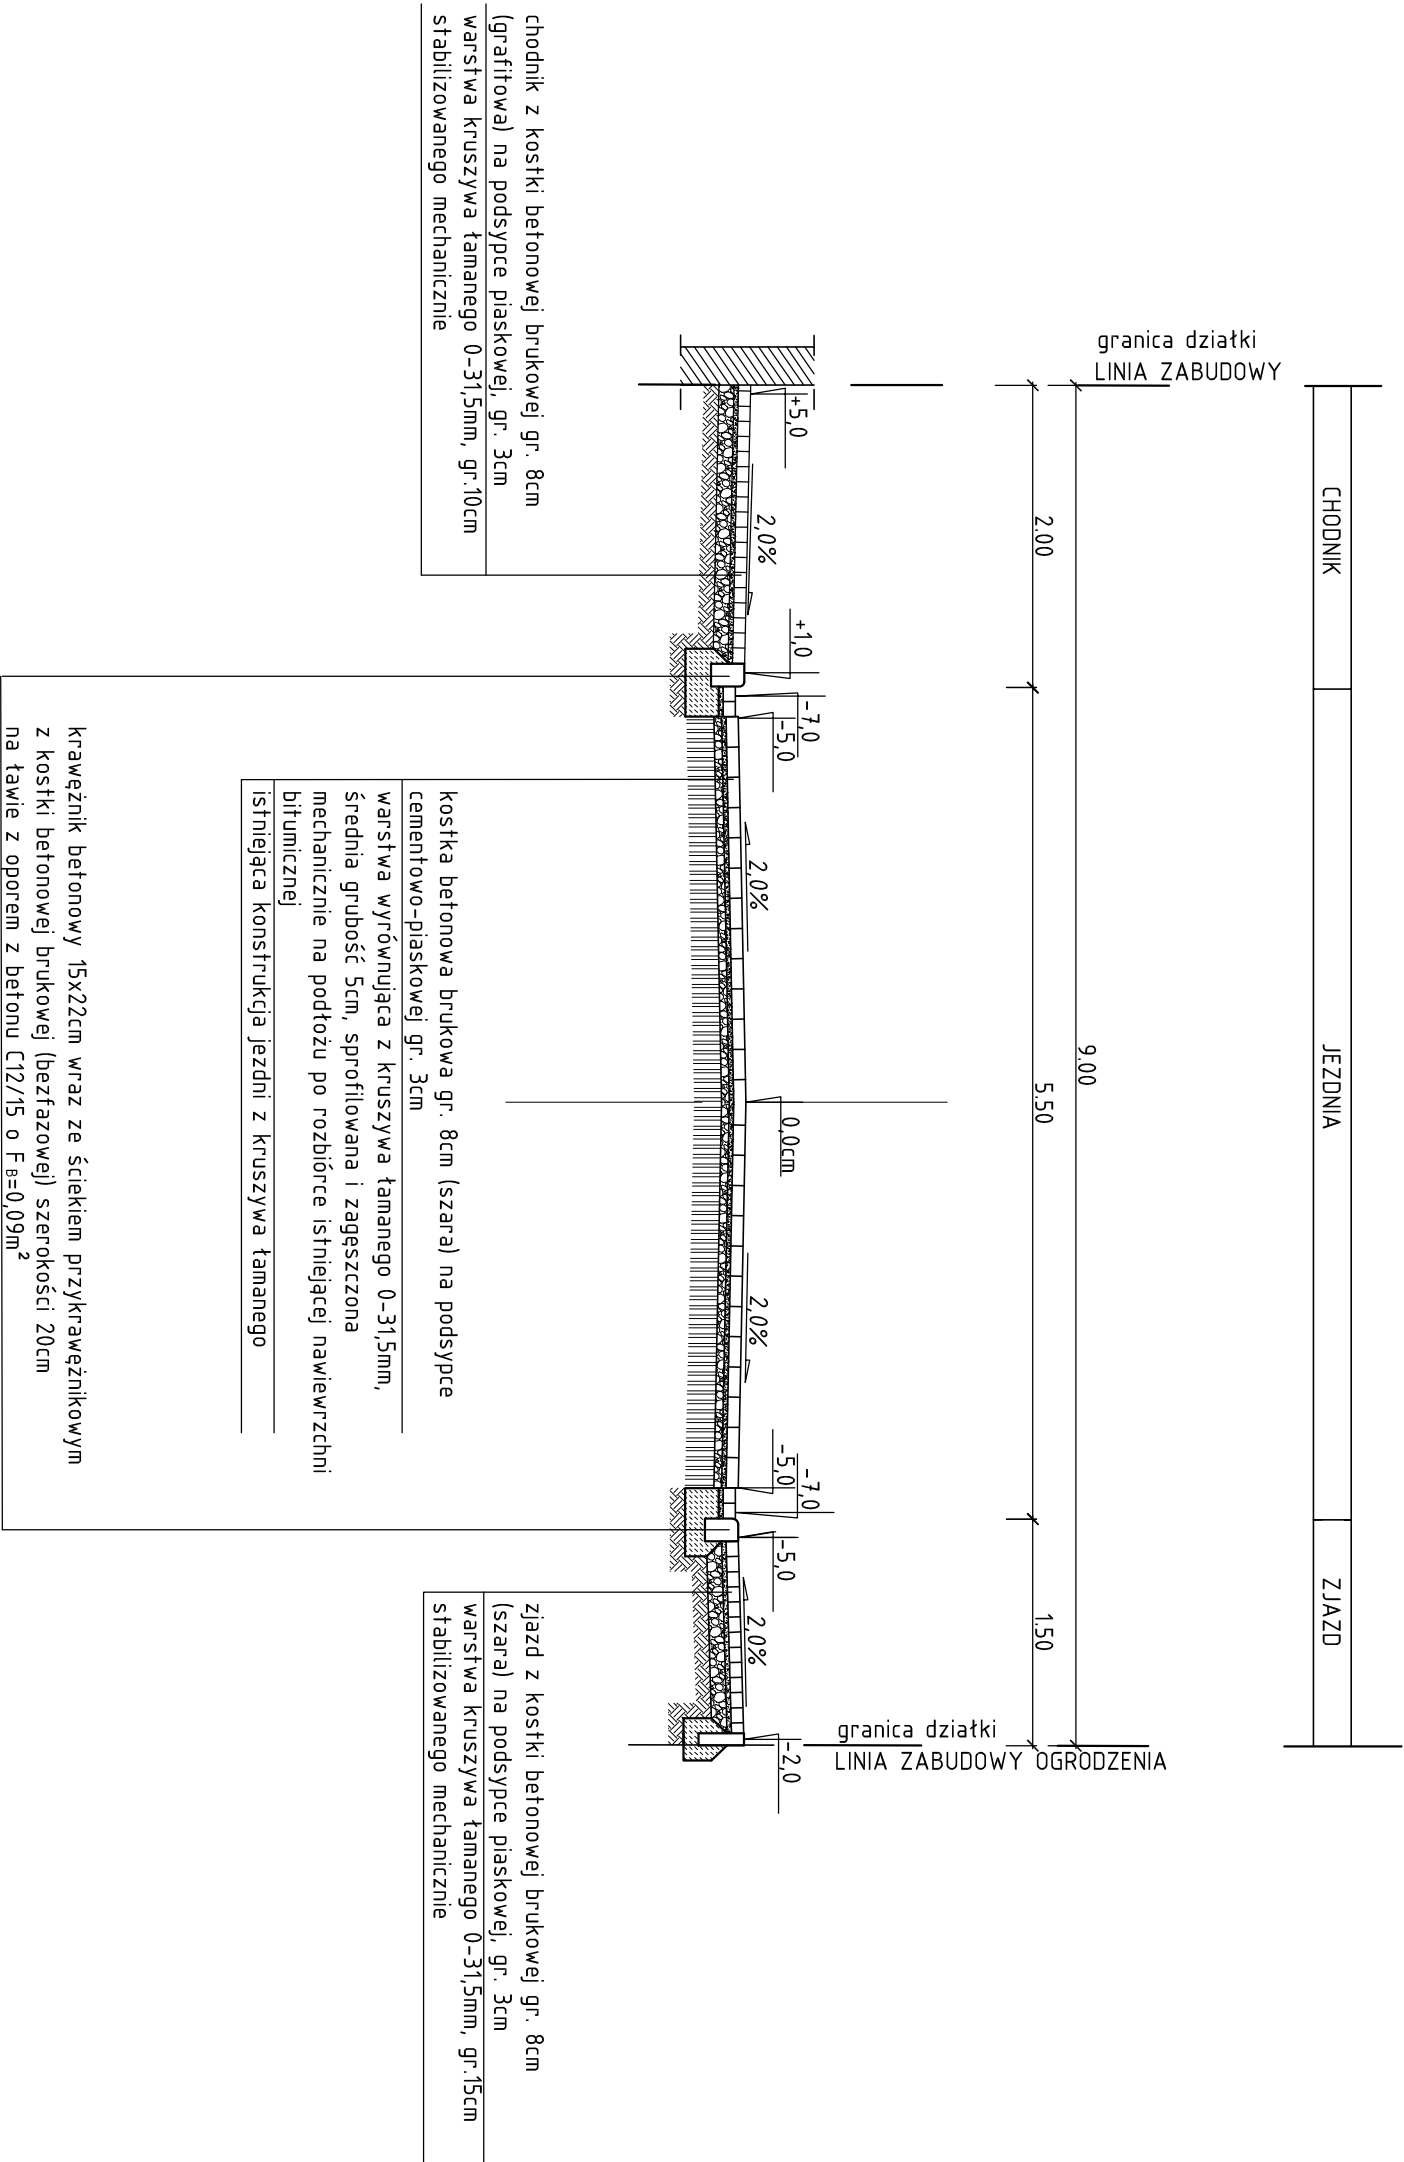 CHODNIK
JEZDNIA
ZJAZD
granica działki
LINIA ZABUDOWY
9.00
2.00
5.50
1.50
granica działki
LINIA ZABUDOWY OGRODZENIA
+5,0
2,0%
+1,0
-7,0
-5,0
2,0%
0,0cm
2,0%
-5,0
-7,0
-5,0
2,0%
-2,0
chodnik z kostki betonowej brukowej gr. 8cm
(grafitowa) na podsypce piaskowej, gr. 3cm
warstwa kruszywa łamanego 0-31,5mm, gr.10cm
stabilizowanego mechanicznie
kostka betonowa brukowa gr. 8cm (szara) na podsypce
cementowo-piaskowej gr. 3cm
warstwa wyrównująca z kruszywa łamanego 0-31,5mm,
średnia grubość 5cm, sprofilowana i zagęszczona
mechanicznie na podłożu po rozbiórce istniejącej nawiewrzchni
bitumicznej
istniejąca konstrukcja jezdni z kruszywa łamanego
zjazd z kostki betonowej brukowej gr. 8cm
(szara) na podsypce piaskowej, gr. 3cm
warstwa kruszywa łamanego 0-31,5mm, gr.15cm
stabilizowanego mechanicznie
krawężnik betonowy 15x22cm wraz ze ściekiem przykrawężnikowym
z kostki betonowej brukowej (bezfazowej) szerokości 20cm
na ławie z oporem z betonu C12/15 o F B=0,09m²